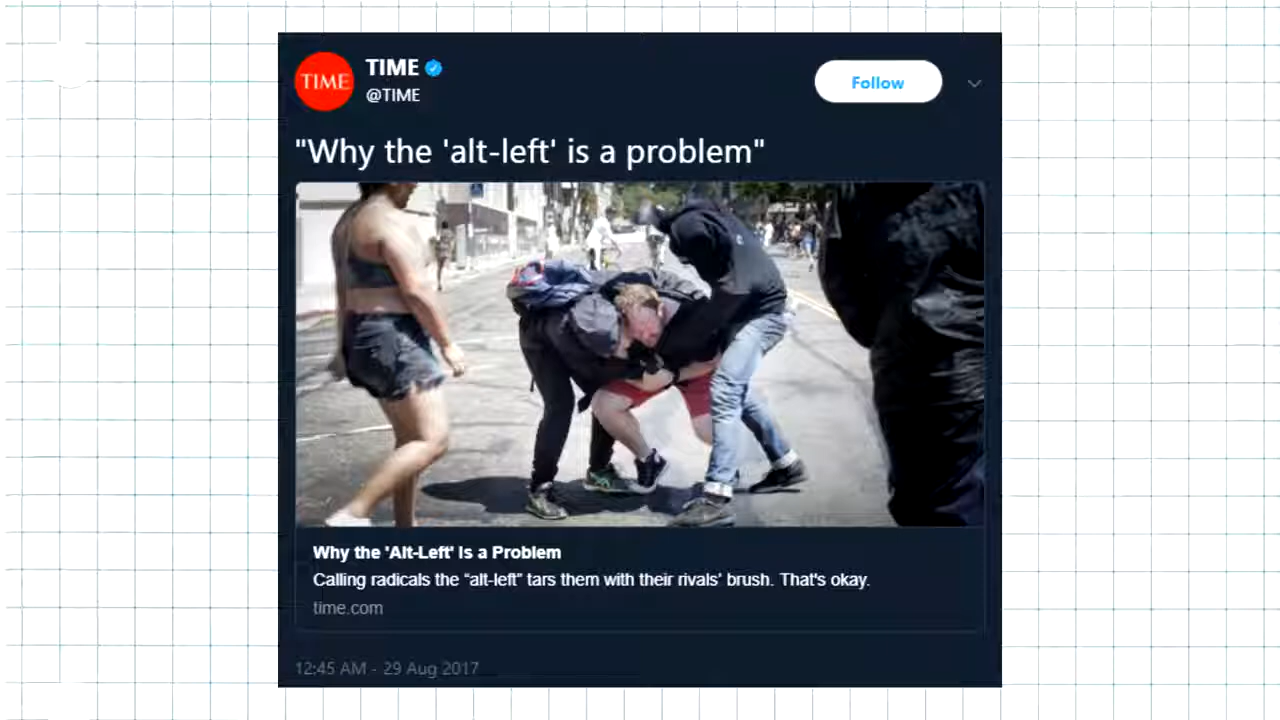 TIME
TIME
@TIME
Follow
"Why the 'alt-left' is a problem"
Why the 'Alt-Left' Is a Problem
Calling radicals the “alt-left” tars them with their rivals’ brush. That's okay.
time.com
12:45 AM - 29 Aug 2017